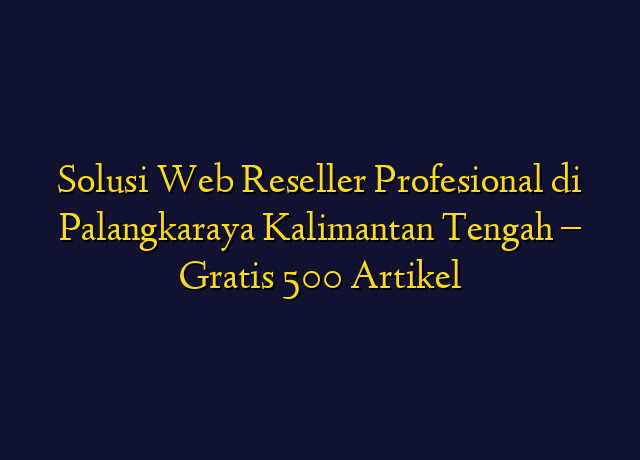 Solusi Web Reseller Profesional di
Palangkaraya Kalimantan Tengah –
Gratis 500 Artikel